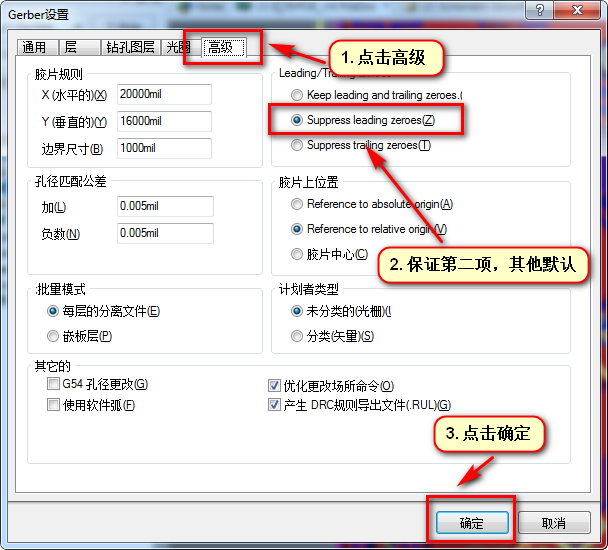 Gerber设置
通用 层 钻孔图层 光圈 高级
1. 点击高级
胶片规则
X (水平的)(X) 20000mil
Y (垂直的)(Y) 16000mil
边界尺寸(B) 1000mil
Leading/Trailing
Keep leading and trailing zeroes.(
Suppress leading zeroes(Z)
Suppress trailing zeroes(T)
孔径匹配公差
加(L) 0.005mil
负数(N) 0.005mil
胶片上位置
Reference to absolute origin(A)
Reference to relative origin(V)
胶片中心(C)
2. 保证第二项，其他默认
批量模式
每层的分离文件(E)
嵌板层(P)
计划者类型
未分类的(光栅)(
分类(矢量)(S)
其它的
G54 孔径更改(G)
使用软件弧(F)
优化更改场所命令(O)
产生 DRC规则导出文件(.RUL)(G)
3. 点击确定
确定 取消